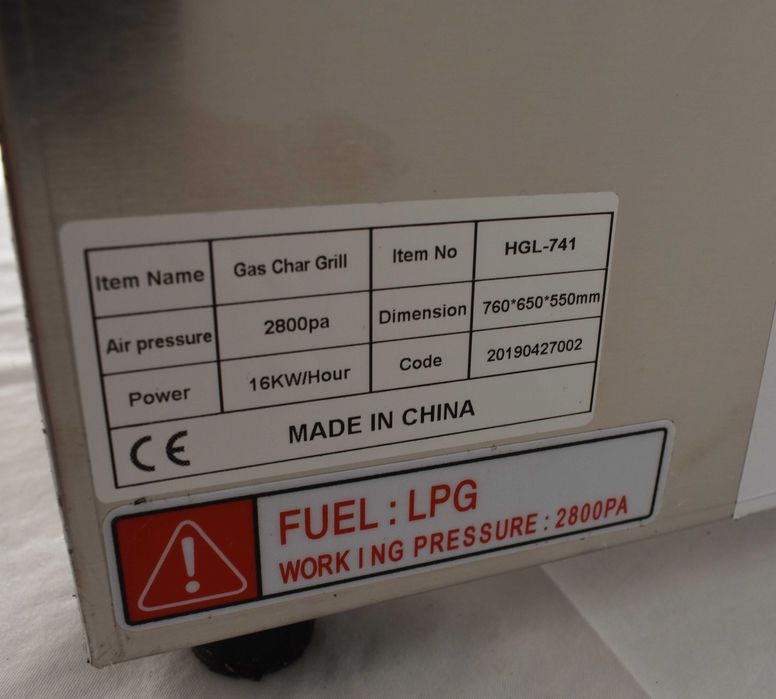 Item Name Gas Char Grill Item No HGL-741
Air pressure 2800pa Dimension 760*650*550mm
Power 16KW/Hour Code 20190427002
CE MADE IN CHINA
FUEL : LPG
WORKING PRESSURE : 2800PA